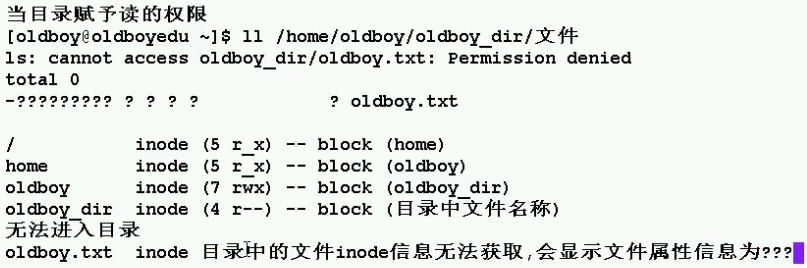 当目录赋予读的权限
[oldboy@oldboyedu ~]$ ll /home/oldboy/oldboy_dir/文件
ls: cannot access oldboy_dir/oldboy.txt: Permission denied
total 0
-????????? ? ? ? ?            ? oldboy.txt
/           inode (5 r_x) -- block (home)
home        inode (5 r_x) -- block (oldboy)
oldboy      inode (7 rwx) -- block (oldboy_dir)
oldboy_dir  inode (4 r--) -- block (目录中文件名称)
无法进入目录
oldboy.txt  inode 目录中的文件inode信息无法获取,会显示文件属性信息为???